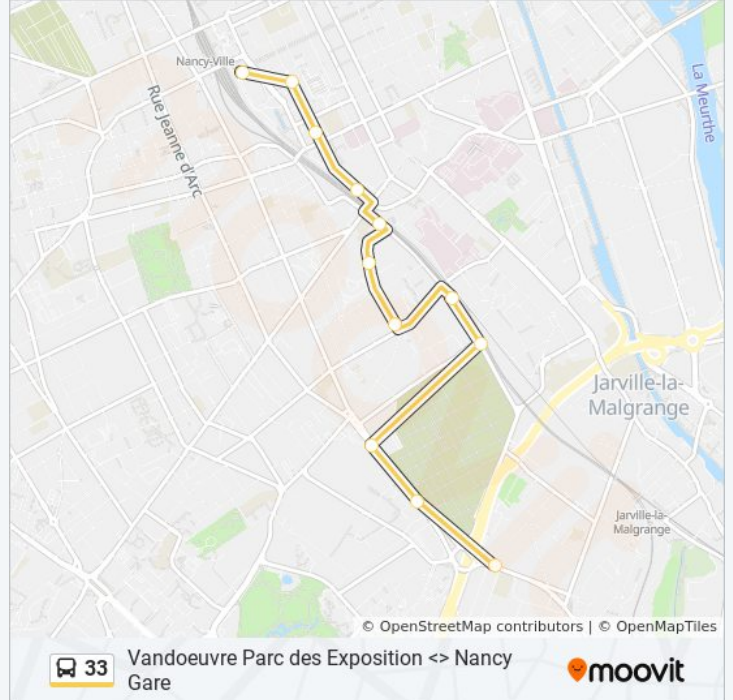 Nancy-Ville
Rue Jeanne d'Arc
La Meurthe
Jarville-la-
Malgrange
Jarville-la-
Malgrange
© OpenStreetMap contributors | © OpenMapTiles
33
Vandoeuvre Parc des Exposition <> Nancy
Gare
moovit